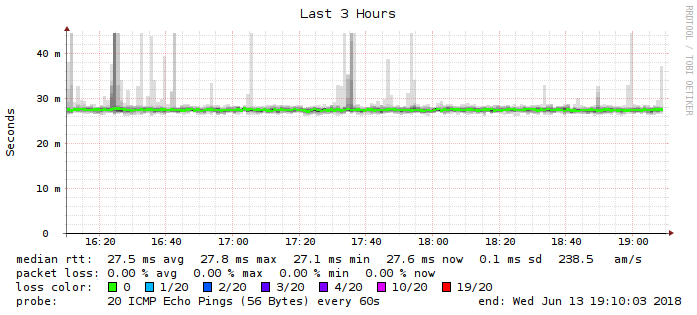 Last 3 Hours
RRDTOOL / TOBI OETIKER
Seconds
40 m
30 m
20 m
10 m
0
16:20 16:40 17:00 17:20 17:40 18:00 18:20 18:40 19:00
median rtt: 27.5 ms avg 27.8 ms max 27.1 ms min 27.6 ms now 0.1 ms sd 238.5 am/s
packet loss: 0.00 % avg 0.00 % max 0.00 % min 0.00 % now
loss color: 0 1/20 2/20 3/20 4/20 10/20 19/20
probe: 20 ICMP Echo Pings (56 Bytes) every 60s end: Wed Jun 13 19:10:03 2018